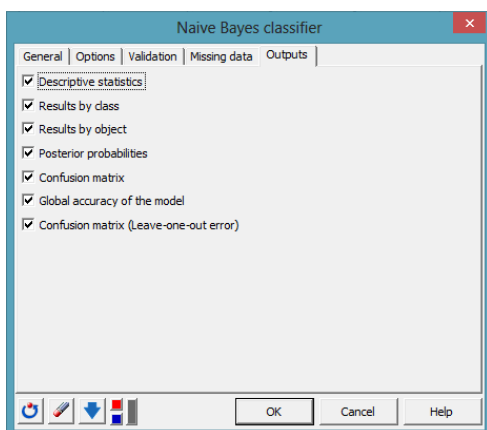 Naive Bayes classifier
General Options Validation Missing data Outputs
Descriptive statistics
Results by class
Results by object
Posterior probabilities
Confusion matrix
Global accuracy of the model
Confusion matrix (Leave-one-out error)
OK Cancel Help